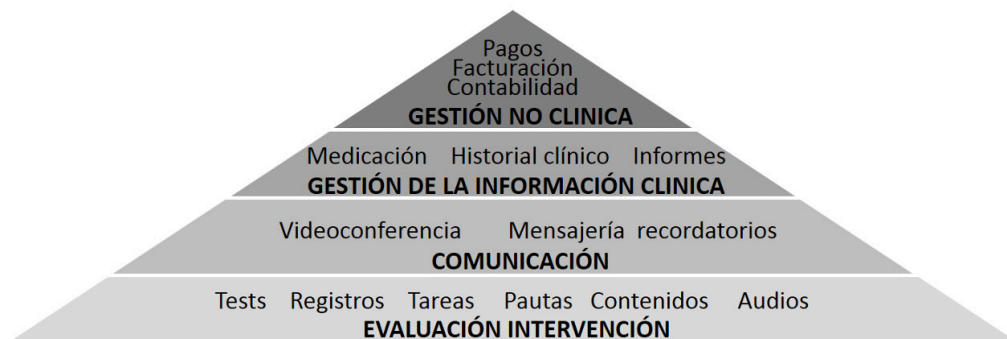 Pagos
Facturación
Contabilidad
GESTIÓN NO CLINICA
Medicación Historial clínico Informes
GESTIÓN DE LA INFORMACIÓN CLINICA
Videoconferencia Mensajería recordatorios
COMUNICACIÓN
Tests Registros Tareas Pautas Contenidos Audios
EVALUACIÓN INTERVENCIÓN